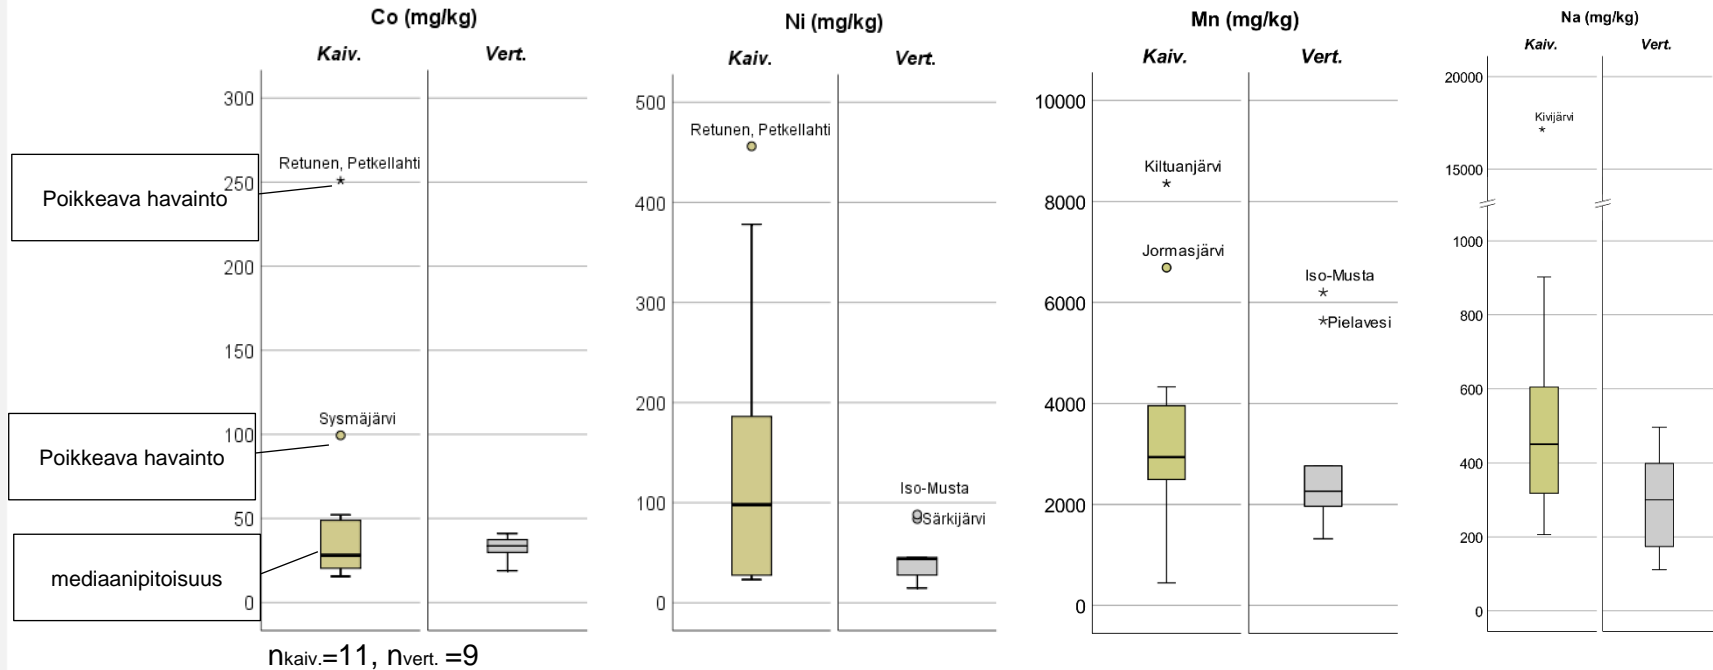 Co (mg/kg)
Kaiv.
Vert.
300
250
200
150
100
50
0
Retunen, Petkellahti
*
Sysmäjärvi
Poikkeava havainto
Poikkeava havainto
mediaanipitoisuus
nkaiv.=11, nvert. =9
Ni (mg/kg)
Kaiv.
Vert.
500
400
300
200
100
0
Retunen, Petkellahti
Iso-Musta
Särkijärvi
Mn (mg/kg)
Kaiv.
Vert.
10000
8000
6000
4000
2000
0
Kiltuanjärvi
*
Jormasjärvi
Iso-Musta
*
*Pielavesi
Na (mg/kg)
Kaiv.
Vert.
20000
15000
1000
800
600
400
200
0
Kivijärvi
*